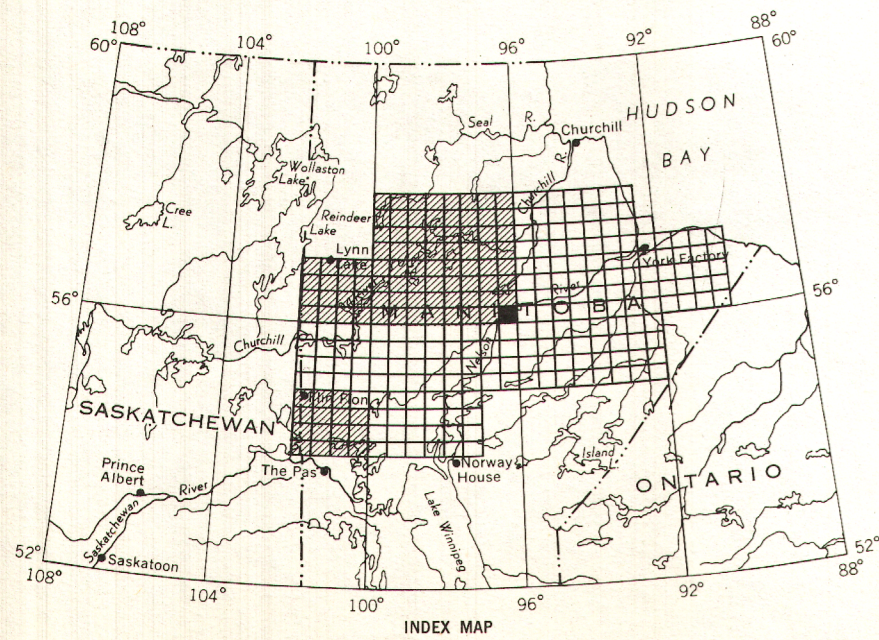 108°
104°
100°
96°
92°
88°
60°
60°
HUDSON
BAY
Seal R.
Churchill
Churchill R.
Wollaston
Lake
Cree
L.
Reindeer
Lake
Lynn
Lake
York Factory
56°
56°
MANITOBA
River
Nelson
Churchill
Flin Flon
SASKATCHEWAN
The Pas
Norway
House
Island L.
ONTARIO
Prince
Albert
River
Saskatchewan
Saskatoon
Lake Winnipeg
52°
52°
108°
104°
100°
96°
92°
88°
INDEX MAP